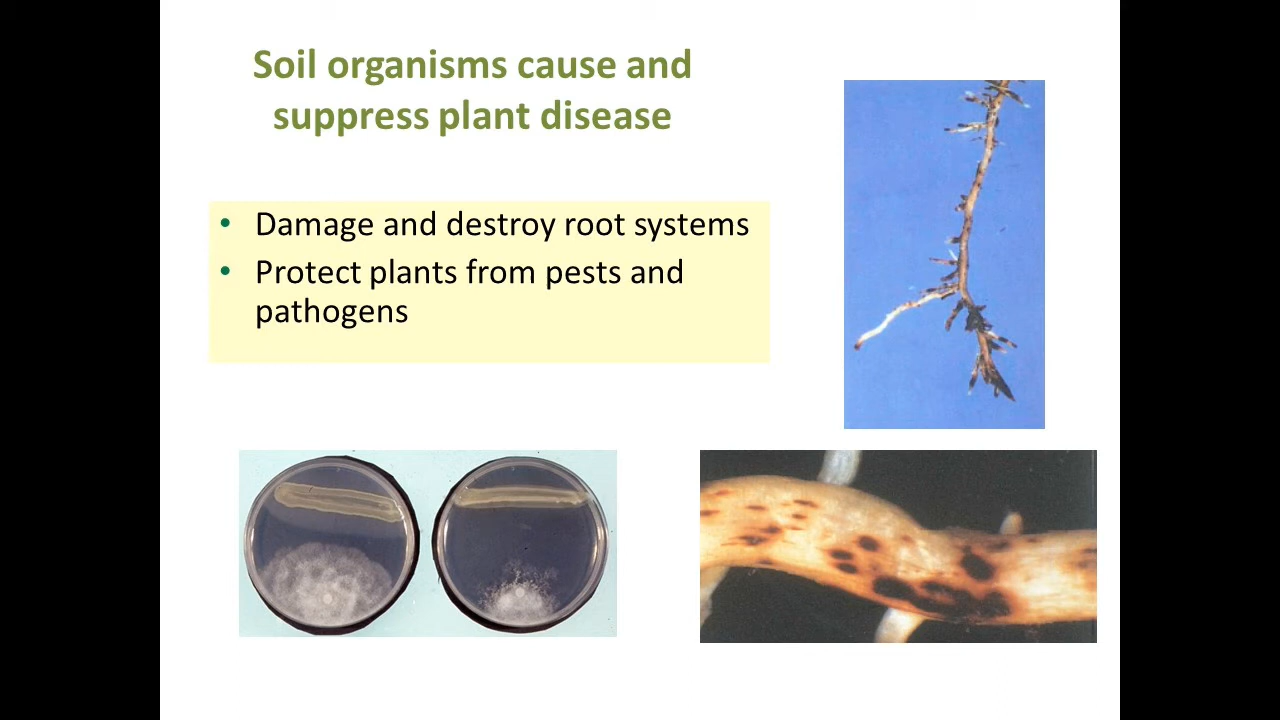 Soil organisms cause and
suppress plant disease
• Damage and destroy root systems
• Protect plants from pests and
pathogens